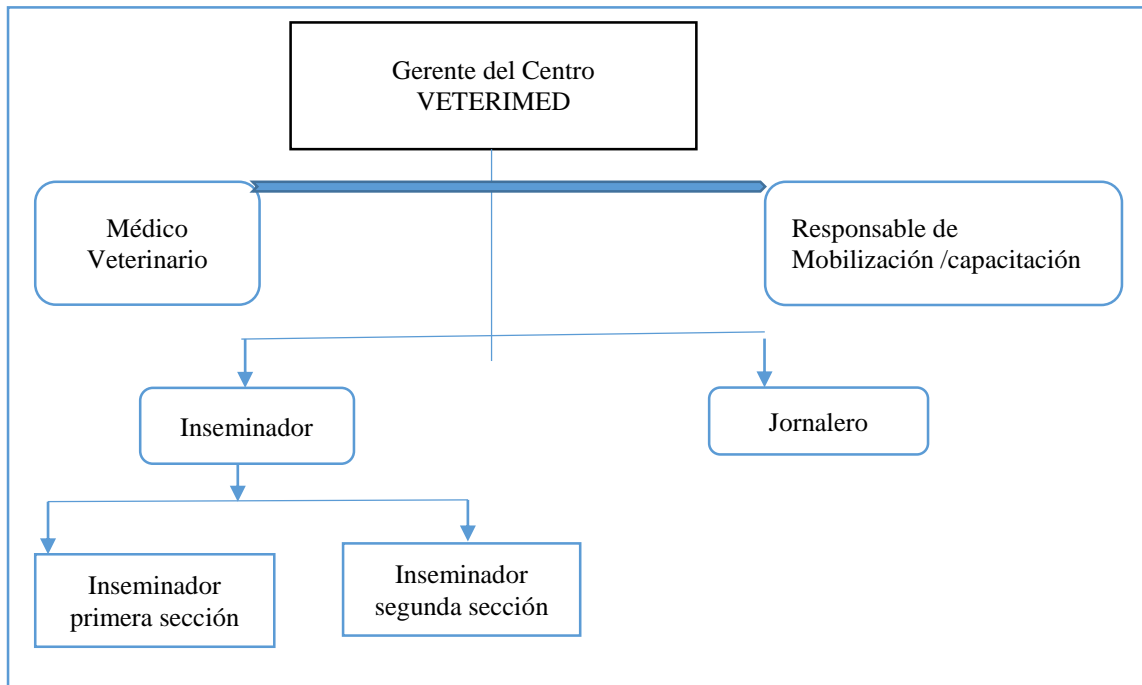 Gerente del Centro
VETERIMED
Médico
Veterinario
Responsable de
Mobilización /capacitación
Inseminador
Jornalero
Inseminador
primera sección
Inseminador
segunda sección